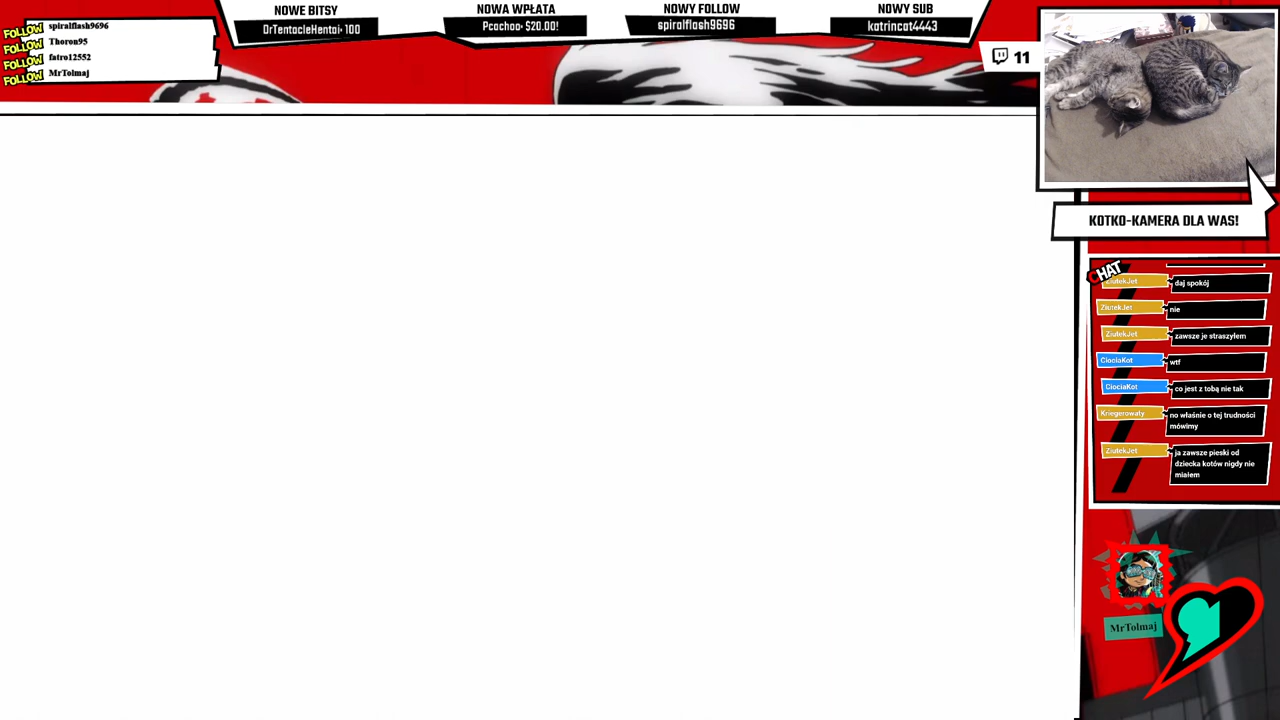 FOLLOW spiralflash9696
FOLLOW Thoron95
FOLLOW fatro12552
FOLLOW MrTolmaj
NOWE BITSY
DrTentacleHentai: 100
NOWA WPŁATA
Pcachoo: $20.00!
NOWY FOLLOW
spiralflash9696
NOWY SUB
katrincat4443
11
KOTKO-KAMERA DLA WAS!
CHAT
ZiutekJet daj spokój
ZiutekJet nie
ZiutekJet zawsze je straszyłem
CiociaKot wtf
CiociaKot co jest z tobą nie tak
Kriegerowaty no właśnie o tej trudności
mówimy
ZiutekJet ja zawsze pieski od
dziecka kotów nigdy nie
miałem
MrTolmaj